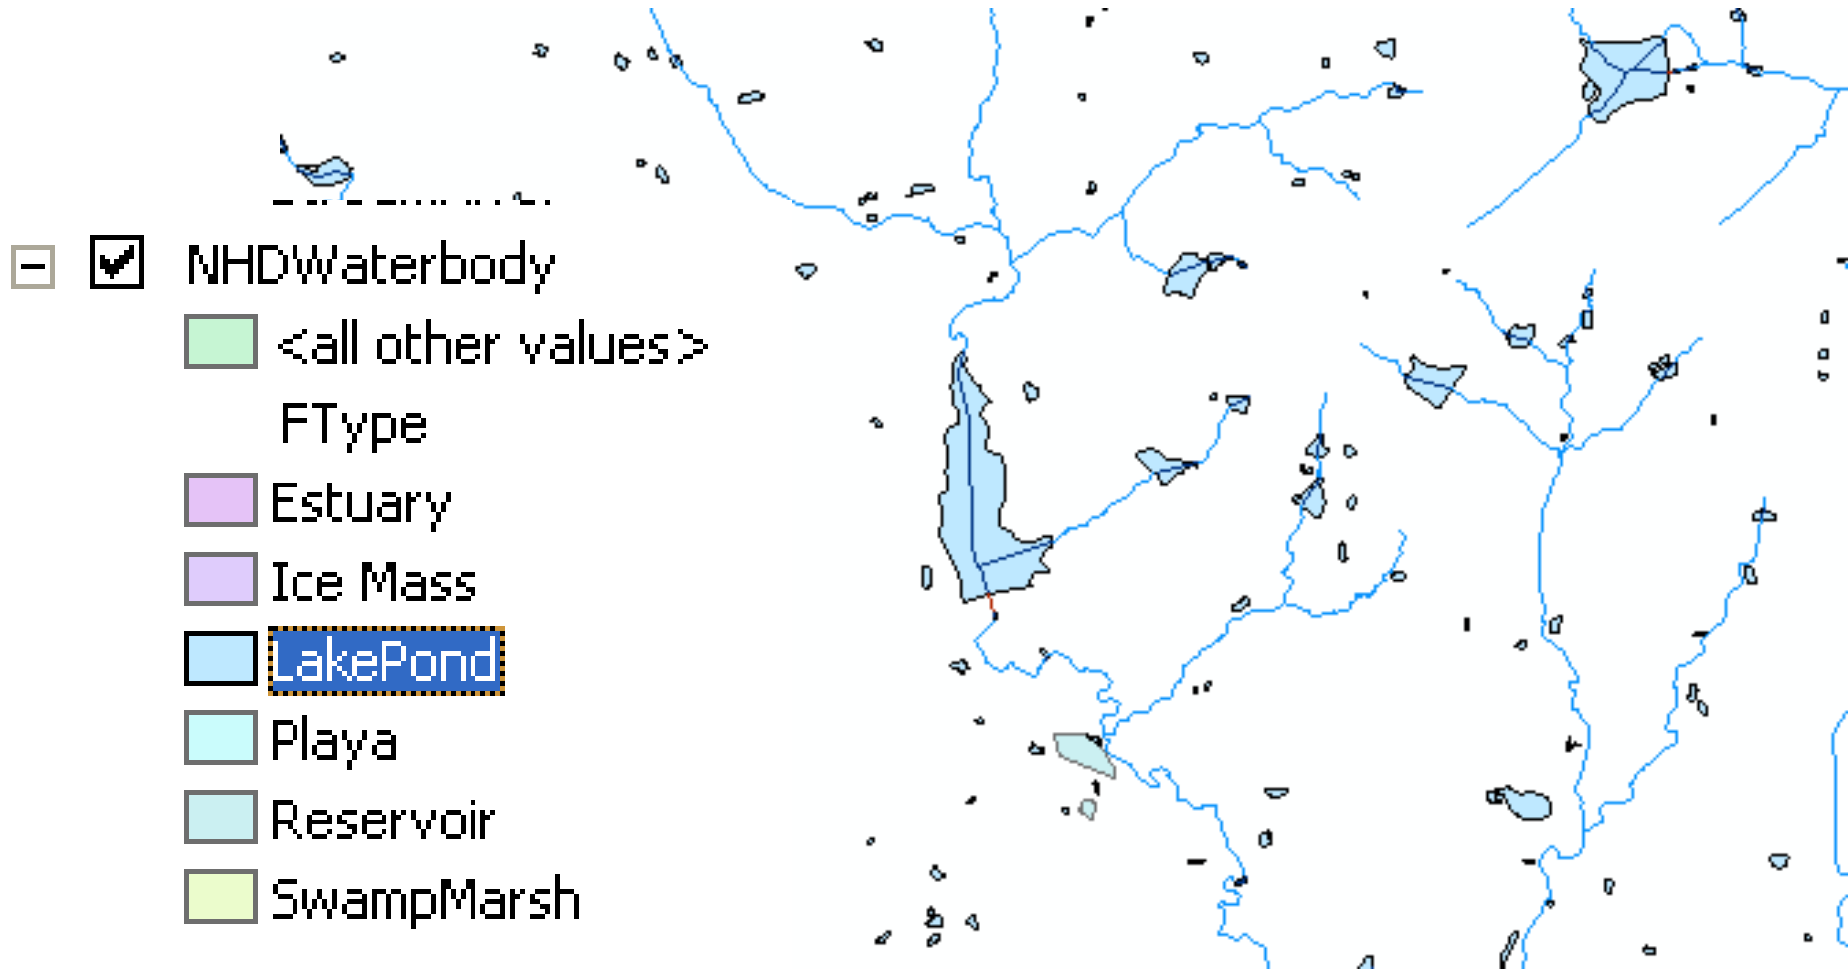 NHDWaterbody
<all other values>
FType
Estuary
Ice Mass
LakePond
Playa
Reservoir
SwampMarsh